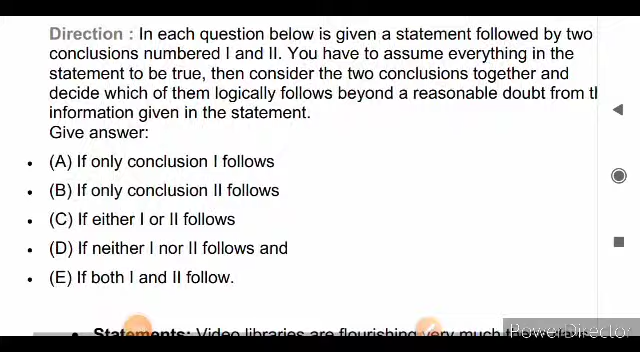 Direction : In each question below is given a statement followed by two
conclusions numbered I and II. You have to assume everything in the
statement to be true, then consider the two conclusions together and
decide which of them logically follows beyond a reasonable doubt from th
information given in the statement.
Give answer:
• (A) If only conclusion I follows
• (B) If only conclusion II follows
• (C) If either I or II follows
• (D) If neither I nor II follows and
• (E) If both I and II follow.
• Statements: Video libraries are flourishing very much
PowerDirector